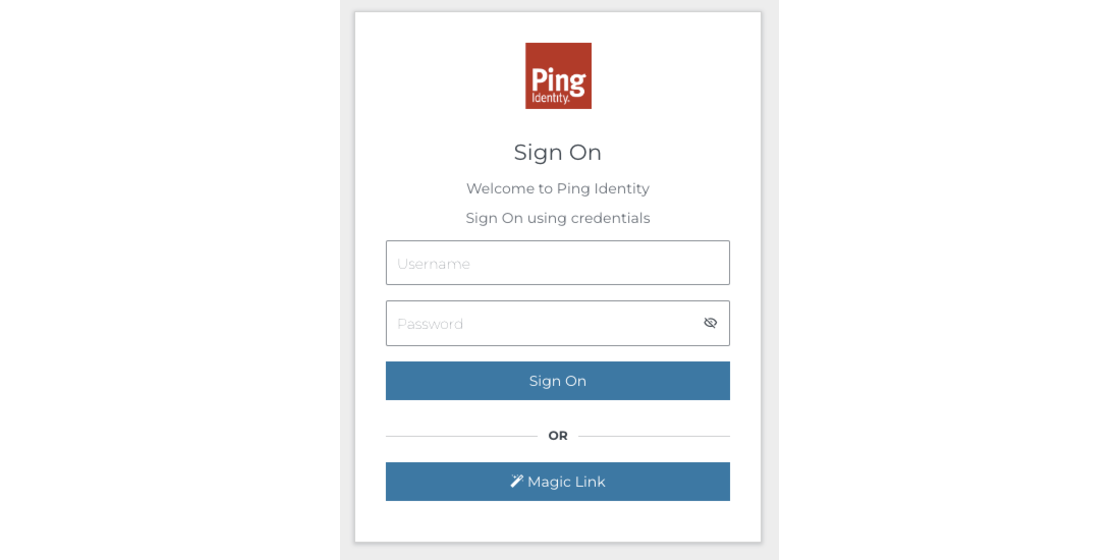 Ping
Identity.
Sign On
Welcome to Ping Identity
Sign On using credentials
Username
Password
Sign On
OR
Magic Link